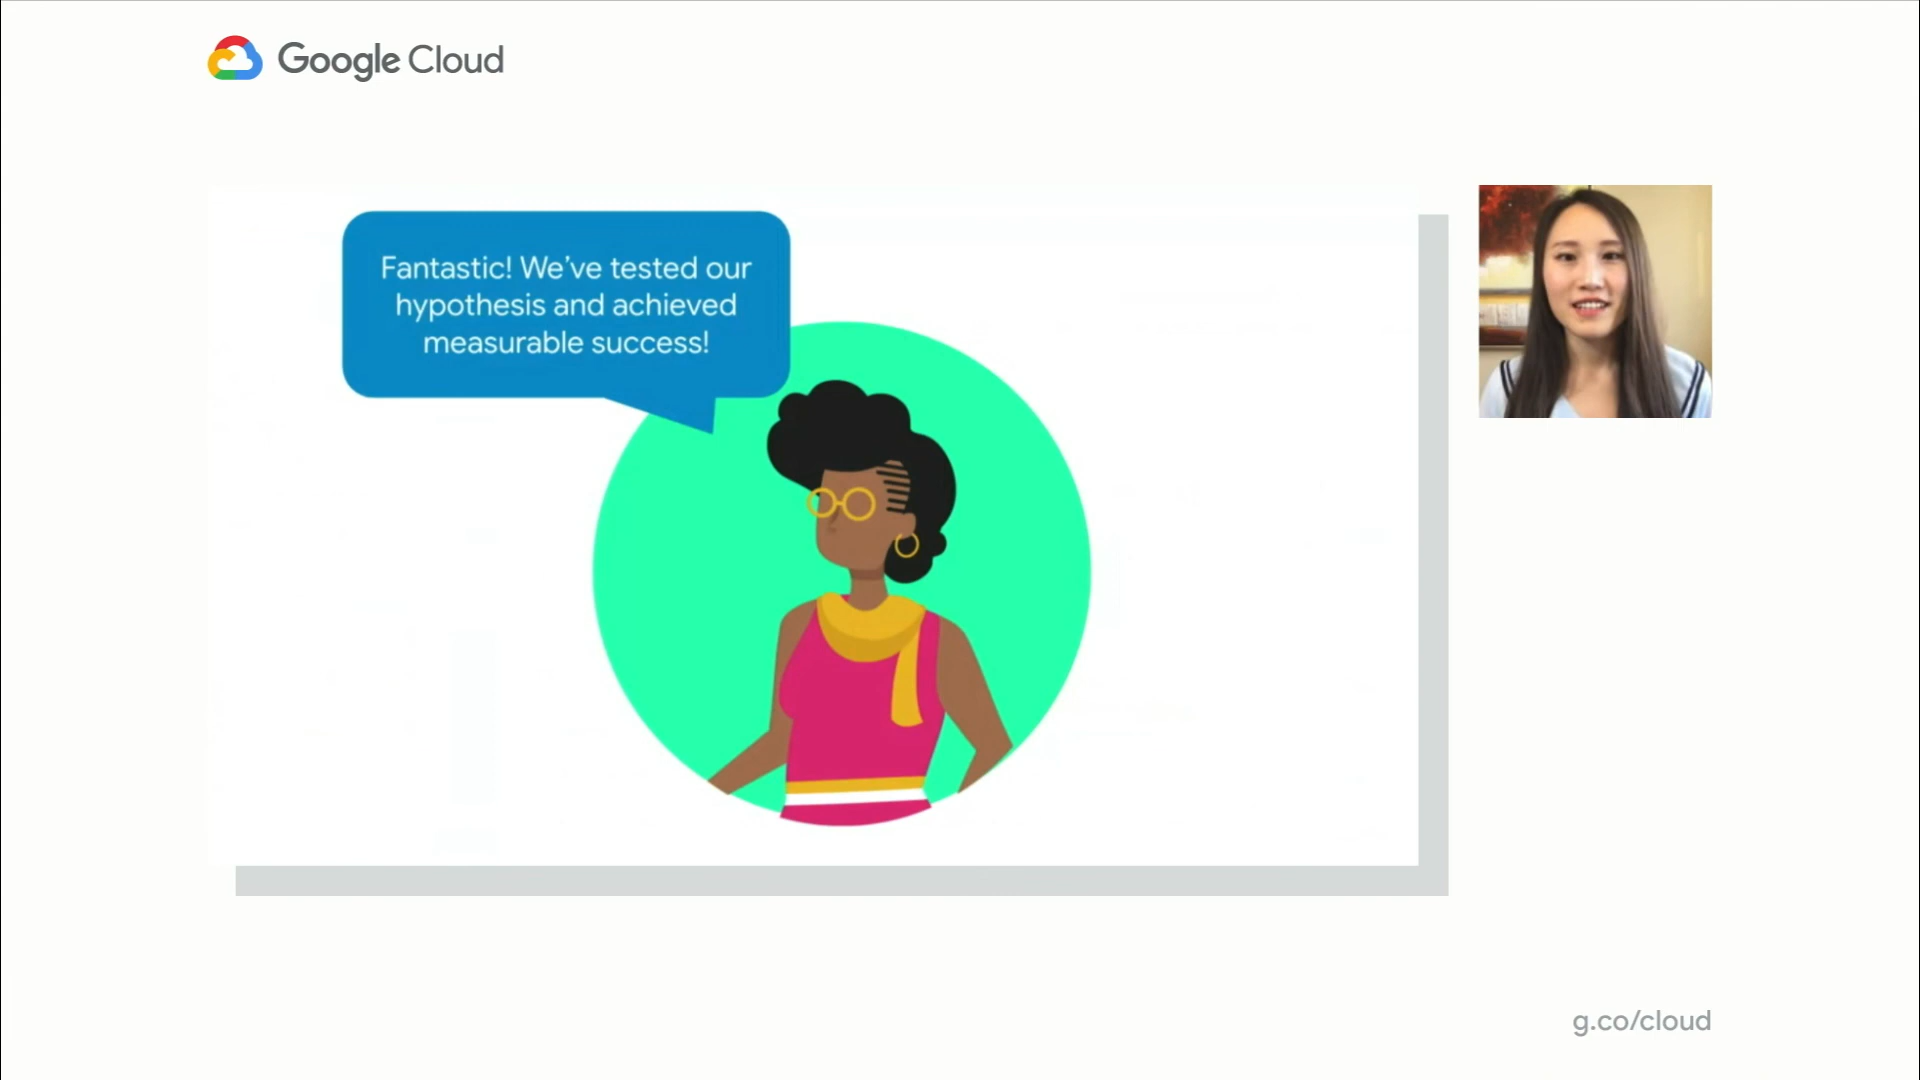 Google Cloud
Fantastic! We've tested our
hypothesis and achieved
measurable success!
g.co/cloud